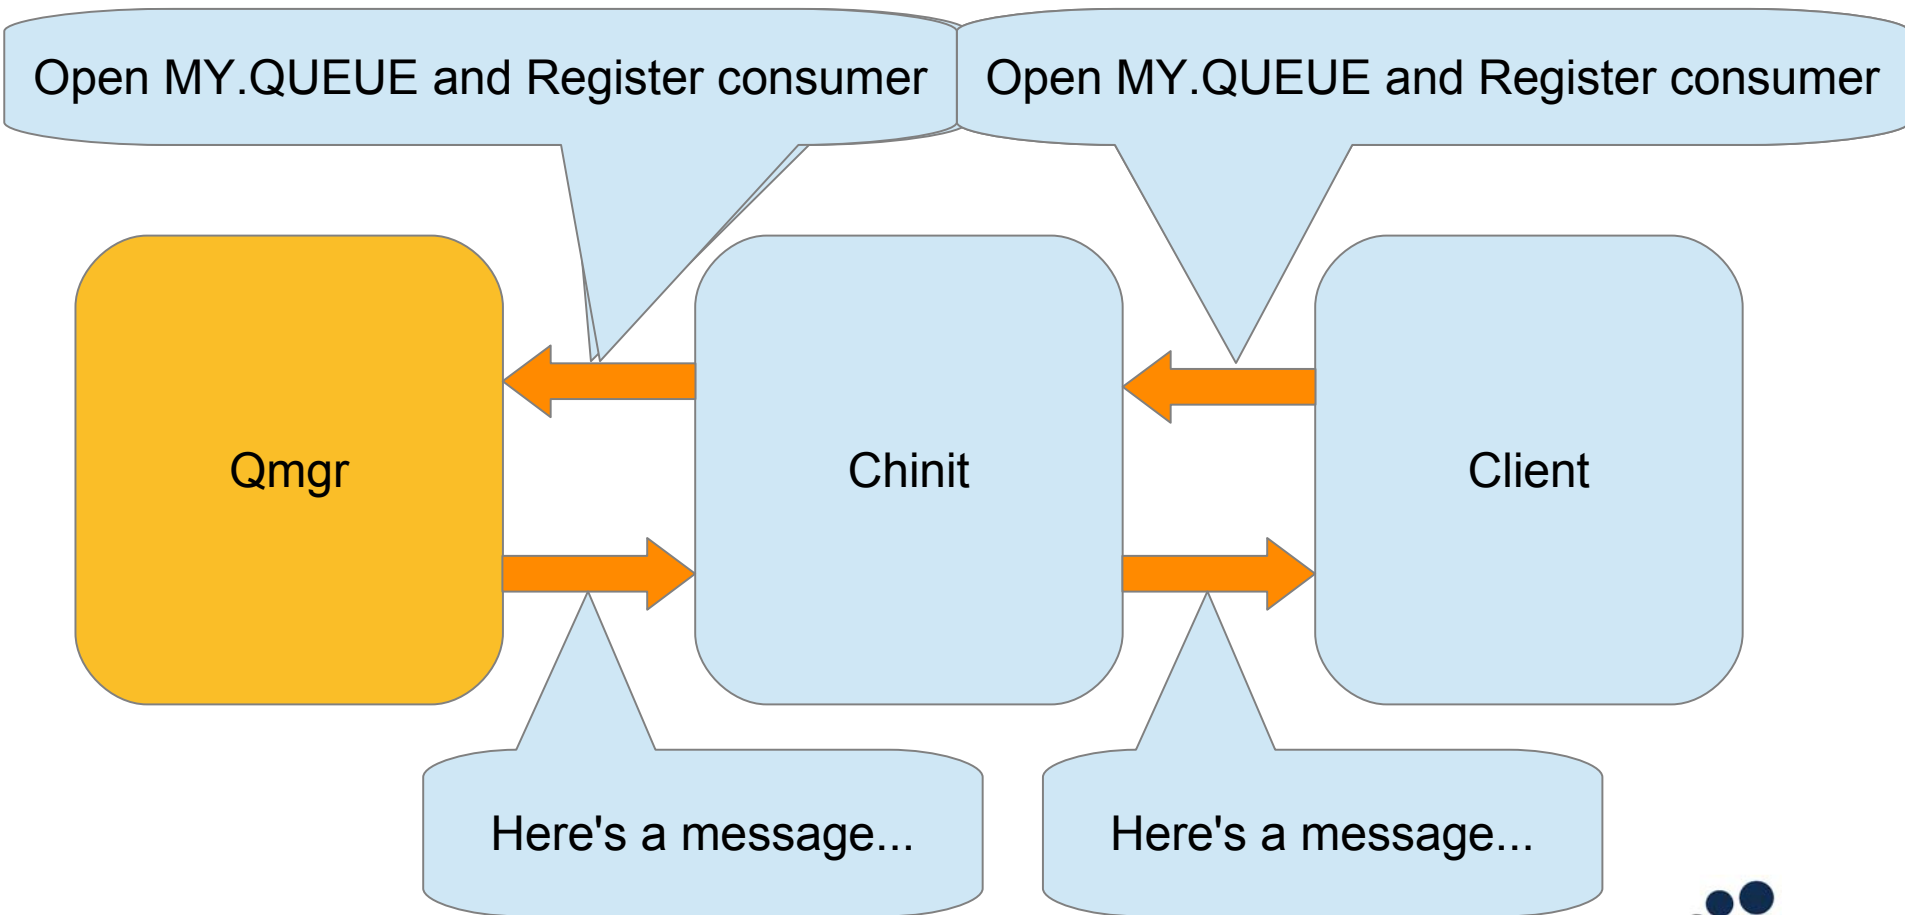 Open MY.QUEUE and Register consumer
Open MY.QUEUE and Register consumer
Qmgr
Chinit
Client
Here's a message...
Here's a message...